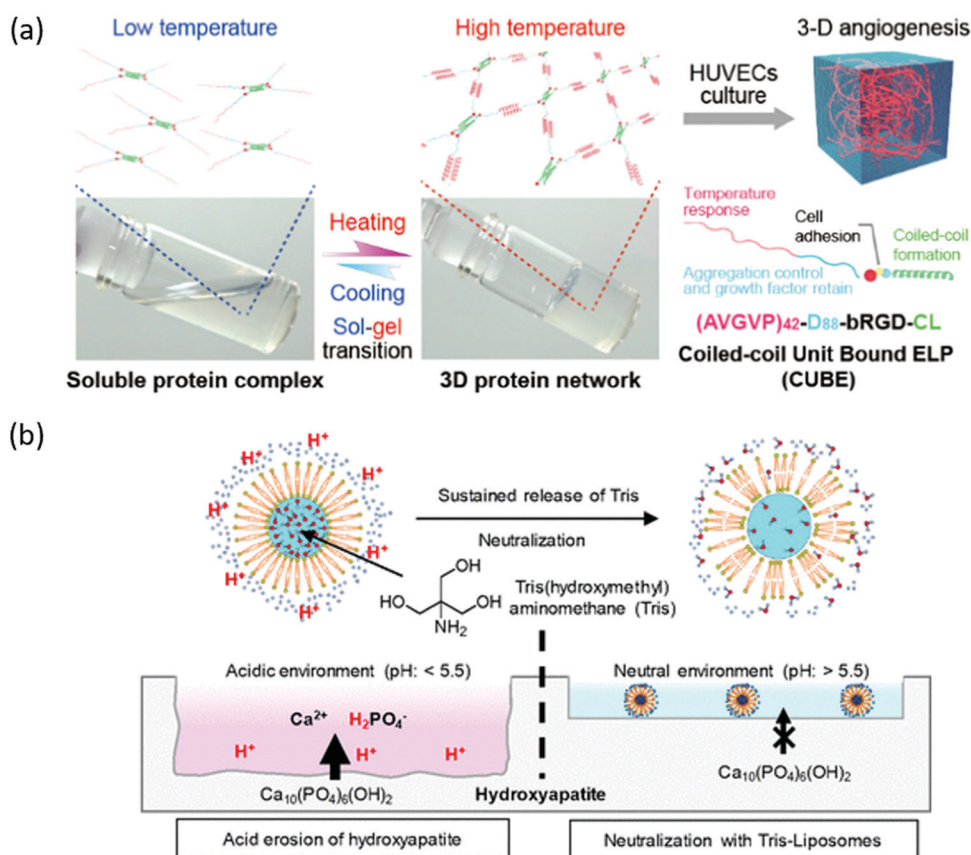 (a)
Low temperature
High temperature
3-D angiogenesis
HUVECs
culture
Heating
Cooling
Sol-gel
transition
Temperature
response
Cell
adhesion
Coiled-coil
formation
Aggregation control
and growth factor retain
(AVGVP)42-D88-bRGD-CL
Coiled-coil Unit Bound ELP
(CUBE)
Soluble protein complex
3D protein network
(b)
H+
H+
H+
H+
H+
H+
H+
H+
Sustained release of Tris
Neutralization
OH
HO
OH
NH2
Tris(hydroxymethyl)
aminomethane (Tris)
Acidic environment (pH: < 5.5)
Neutral environment (pH: > 5.5)
Ca2+ H2PO4-
H+ H+ H+
Ca10(PO4)6(OH)2
Hydroxyapatite
Ca10(PO4)6(OH)2
Acid erosion of hydroxyapatite
Neutralization with Tris-Liposomes